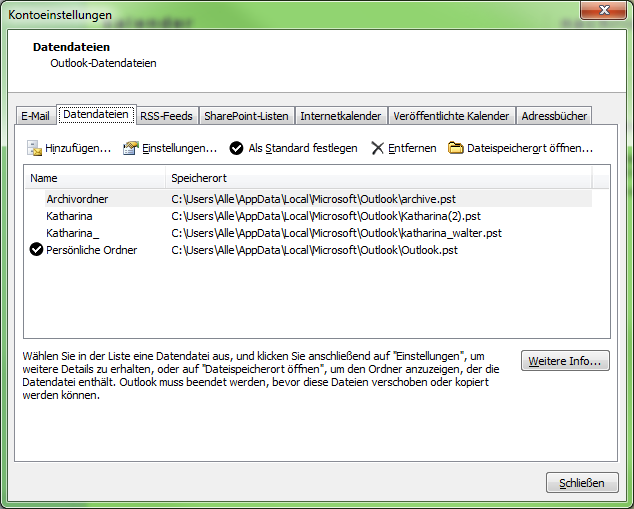 Kontoeinstellungen
Datendateien
Outlook-Datendateien
E-Mail Datendateien RSS-Feeds SharePoint-Listen Internetkalender Veröffentlichte Kalender Adressbücher
Hinzufügen... Einstellungen... Als Standard festlegen Entfernen Dateispeicherort öffnen...
Name Speicherort
Archivordner C:\Users\Alle\AppData\Local\Microsoft\Outlook\archive.pst
Katharina C:\Users\Alle\AppData\Local\Microsoft\Outlook\Katharina(2).pst
Katharina_ C:\Users\Alle\AppData\Local\Microsoft\Outlook\katharina_walter.pst
Persönliche Ordner C:\Users\Alle\AppData\Local\Microsoft\Outlook\Outlook.pst
Wählen Sie in der Liste eine Datendatei aus, und klicken Sie anschließend auf "Einstellungen", um
weitere Details zu erhalten, oder auf "Dateispeicherort öffnen", um den Ordner anzuzeigen, der die
Datendatei enthält. Outlook muss beendet werden, bevor diese Dateien verschoben oder kopiert
werden können.
Weitere Info...
Schließen